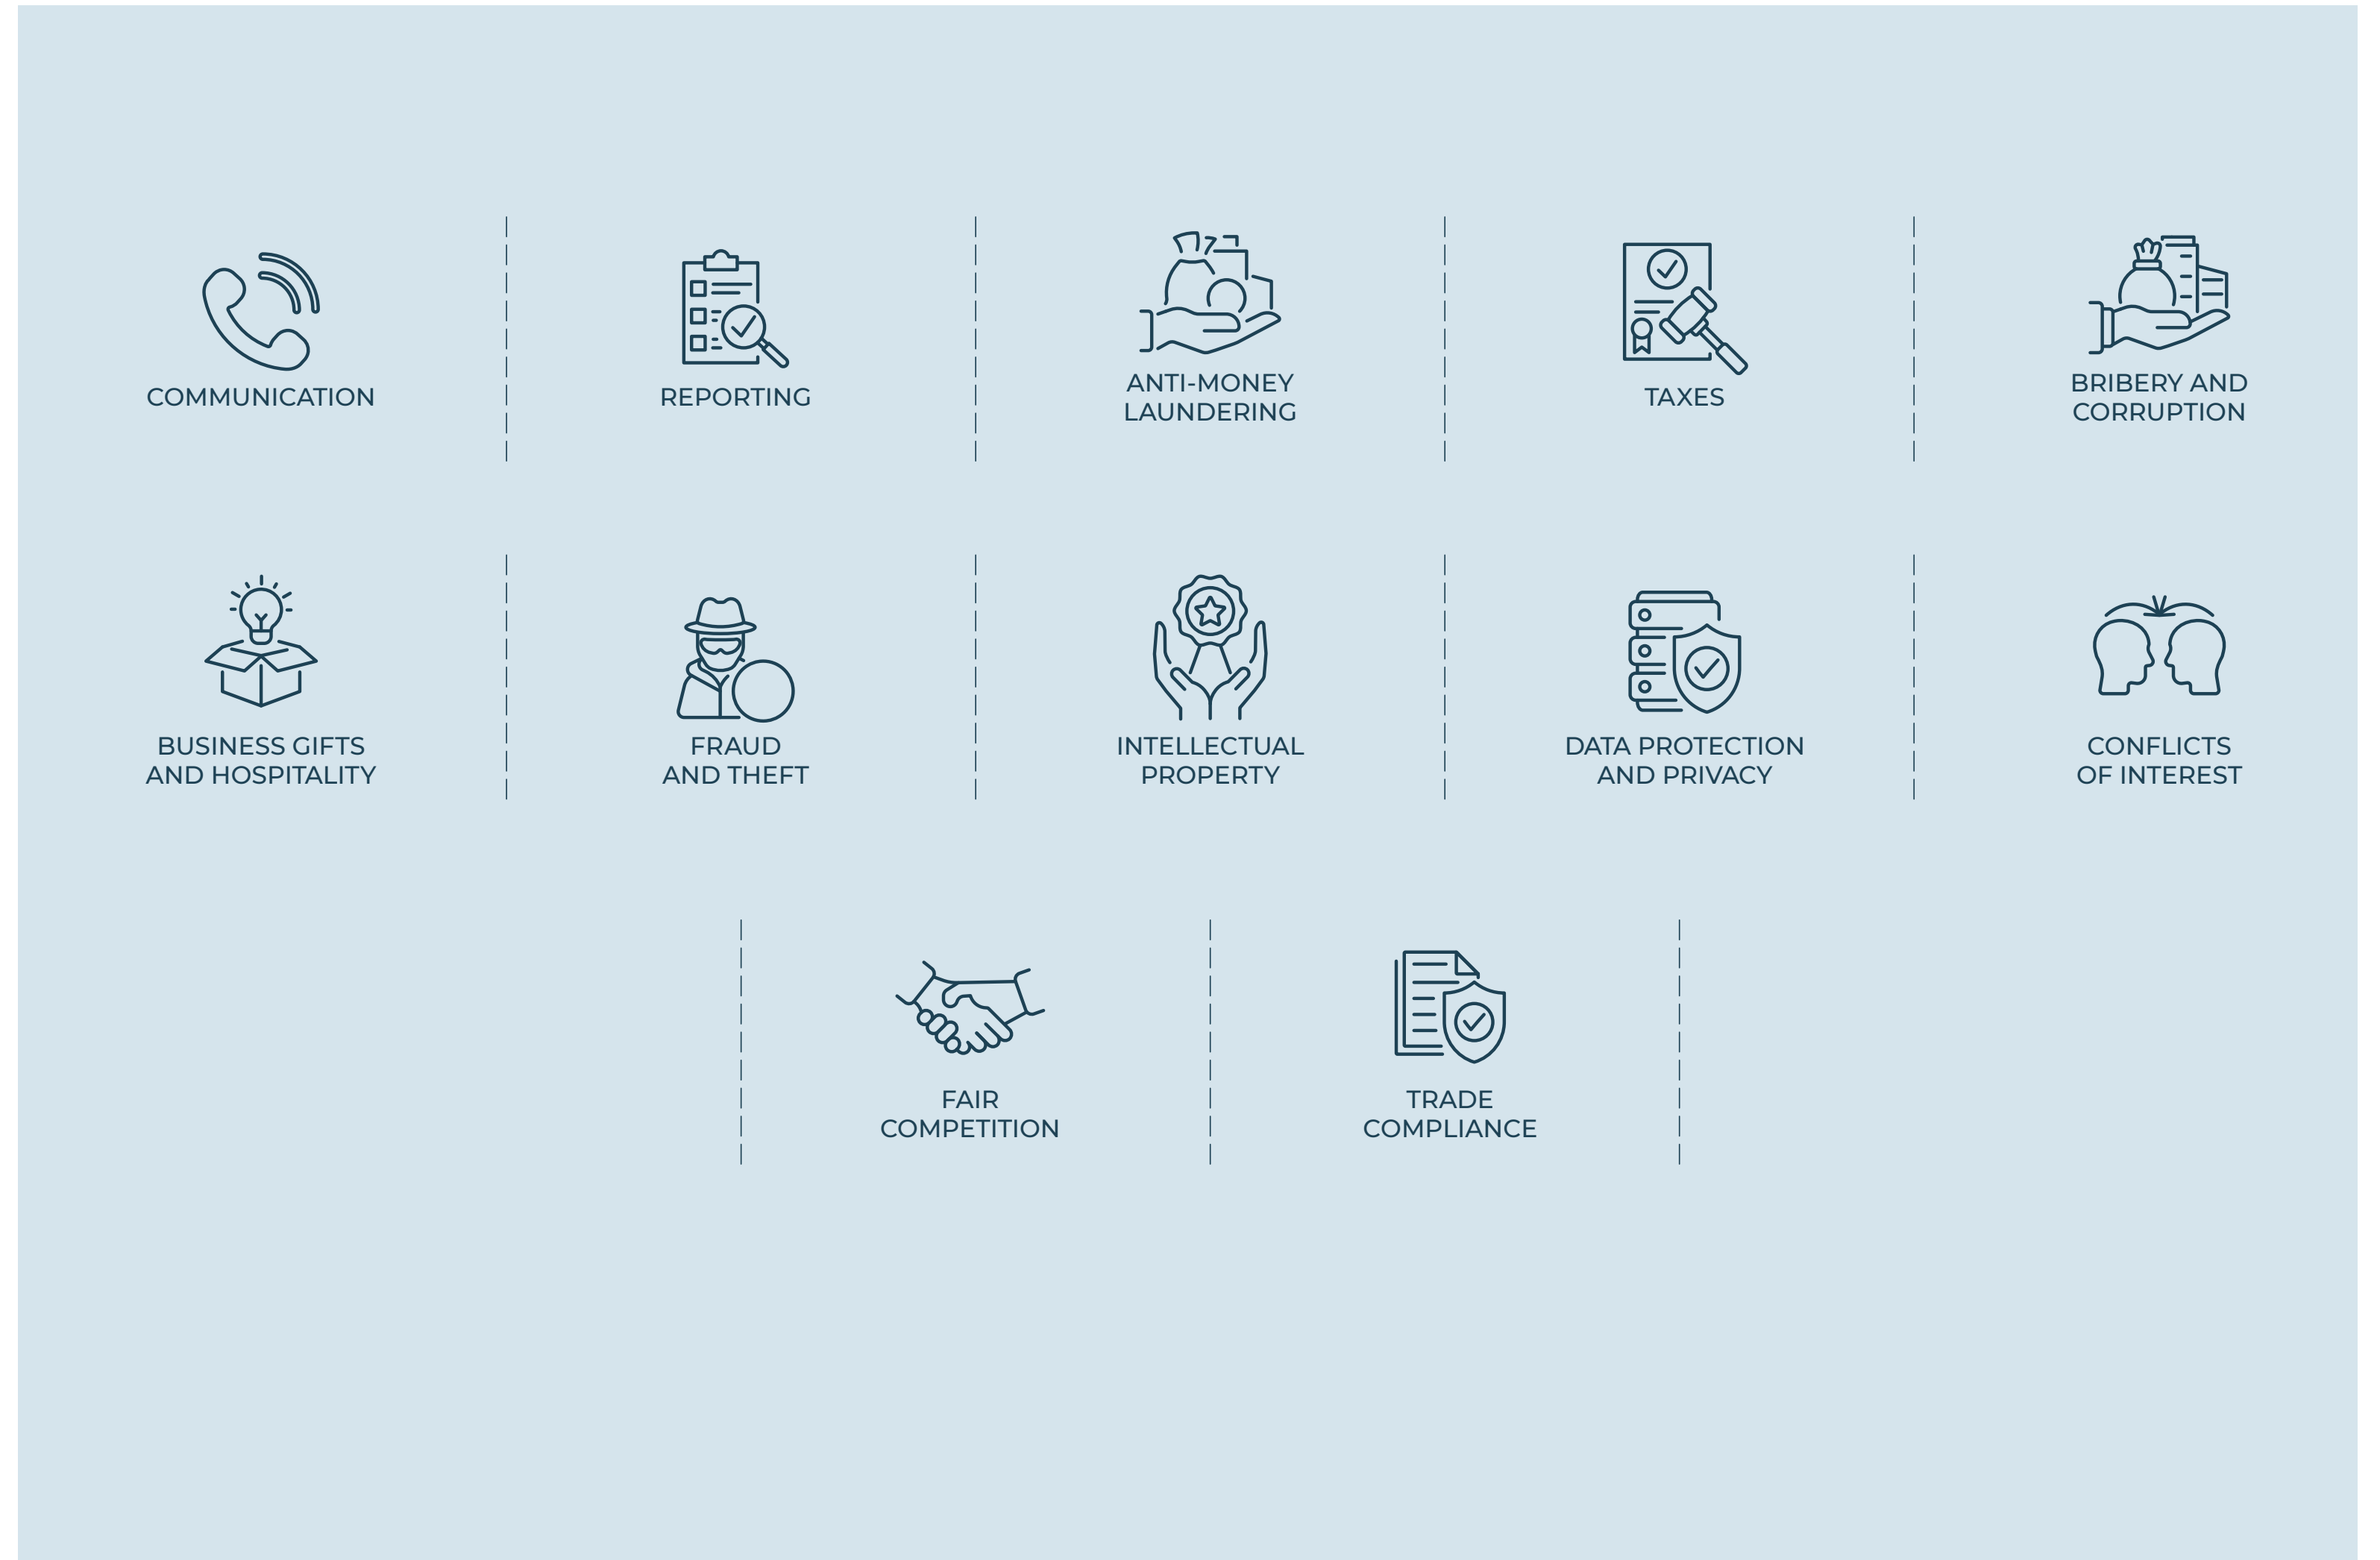 COMMUNICATION
REPORTING
ANTI-MONEY
LAUNDERING
TAXES
BRIBERY AND
CORRUPTION
BUSINESS GIFTS
AND HOSPITALITY
FRAUD
AND THEFT
INTELLECTUAL
PROPERTY
DATA PROTECTION
AND PRIVACY
CONFLICTS
OF INTEREST
FAIR
COMPETITION
TRADE
COMPLIANCE